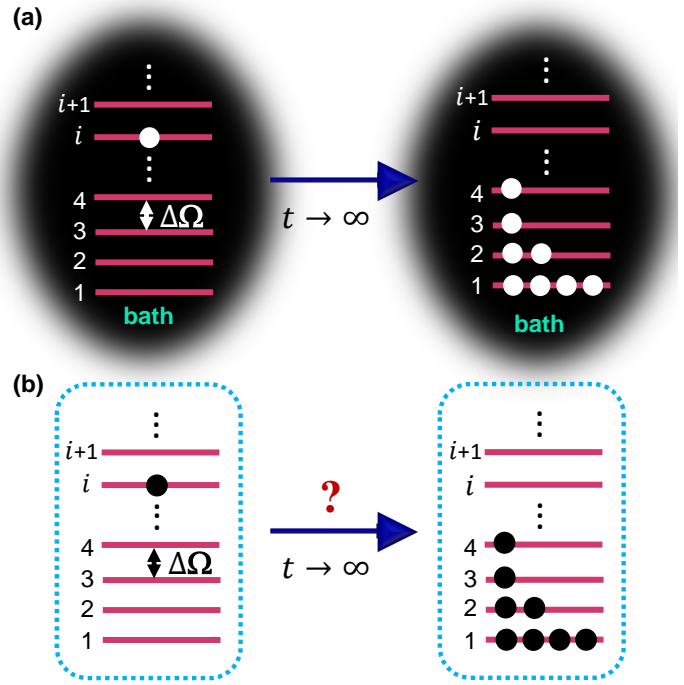 (a)
⋮
i+1
i
⋮
4
ΔΩ
3
2
1
bath
t → ∞
⋮
i+1
i
⋮
4
3
2
1
bath
(b)
⋮
i+1
i
⋮
4
ΔΩ
3
2
1
?
t → ∞
⋮
i+1
i
⋮
4
3
2
1